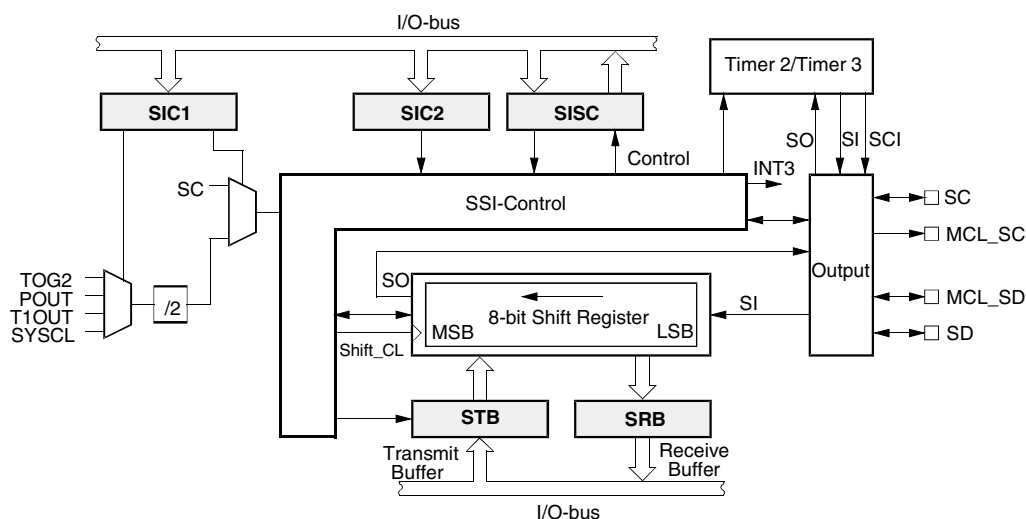 I/O-bus
Timer 2/Timer 3
SIC1
SIC2
SISC
SO
SI
SCI
Control
INT3
SC
SSI-Control
SC
MCL_SC
Output
TOG2
POUT
T1OUT
SYSCL
/2
SO
SI
MCL_SD
8-bit Shift Register
MSB
LSB
SD
Shift_CL
STB
SRB
Transmit
Buffer
Receive
Buffer
I/O-bus